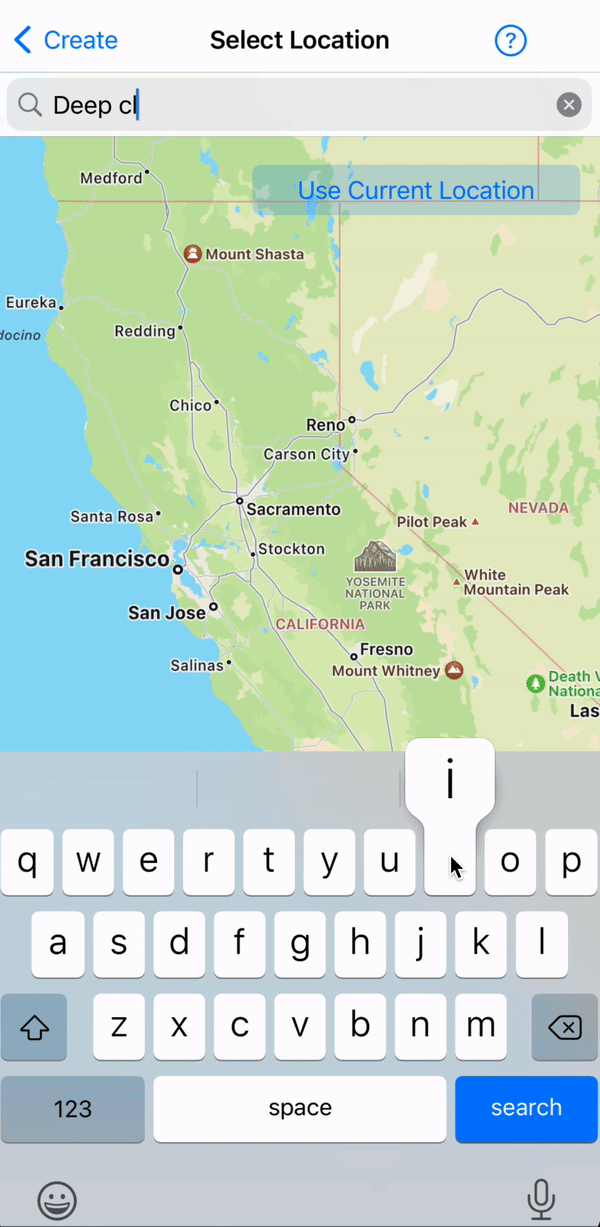 Create
Select Location
?
Deep cl
Use Current Location
Medford
Mount Shasta
Eureka
docino
Redding
Chico
Reno
Carson City
Sacramento
Santa Rosa
Pilot Peak
NEVADA
San Francisco
Stockton
YOSEMITE
NATIONAL
PARK
White
Mountain Peak
San Jose
CALIFORNIA
Fresno
Salinas
Mount Whitney
Death V
Nationa
Las
i
q w e r t y u o p
a s d f g h j k l
z x c v b n m
123 space search